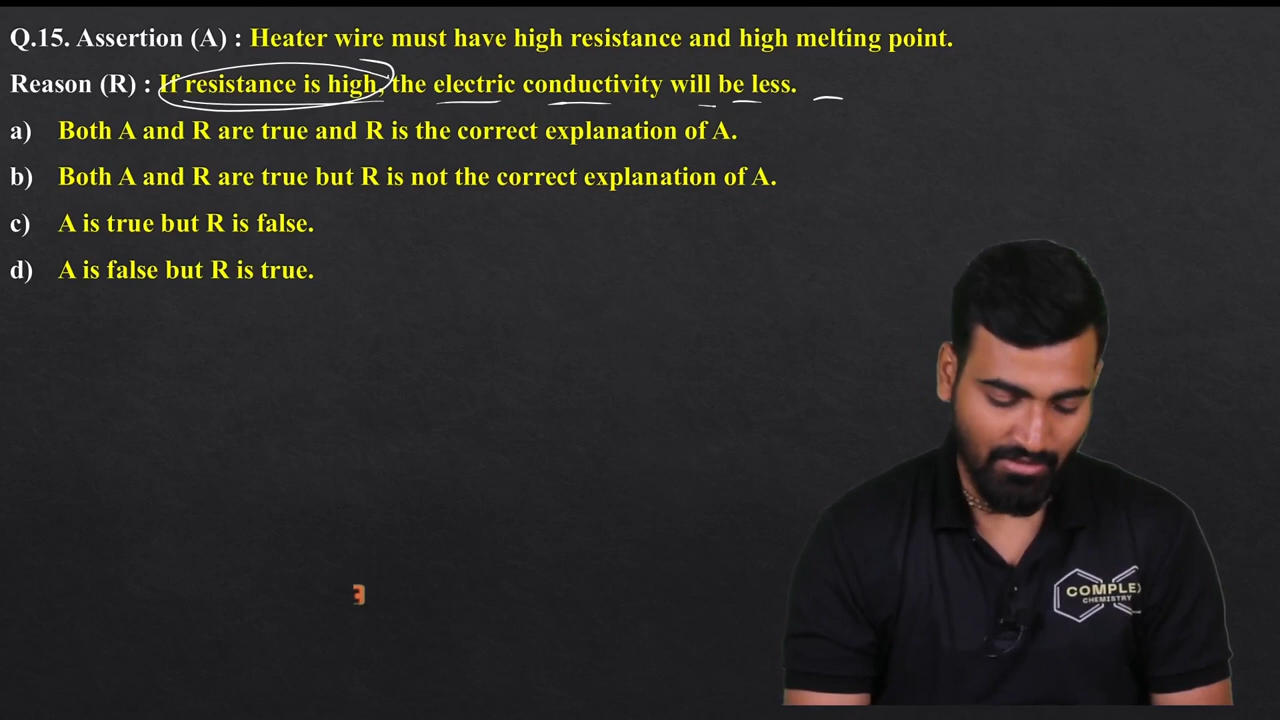 Q.15. Assertion (A) : Heater wire must have high resistance and high melting point.
Reason (R) : If resistance is high, the electric conductivity will be less.
a) Both A and R are true and R is the correct explanation of A.
b) Both A and R are true but R is not the correct explanation of A.
c) A is true but R is false.
d) A is false but R is true.
COMPLEX
CHEMISTRY